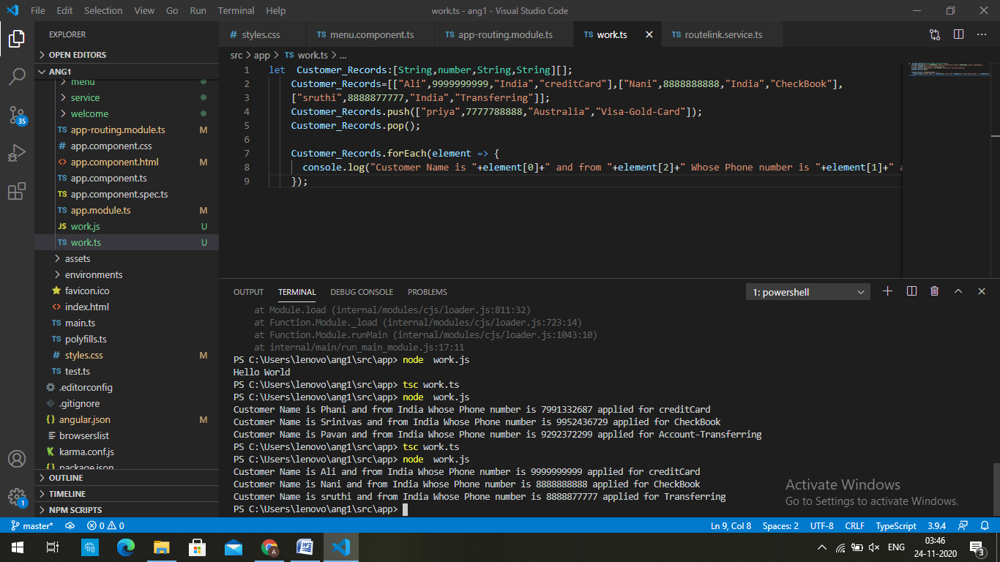 File Edit Selection View Go Run Terminal Help
work.ts - ang1 - Visual Studio Code
EXPLORER
OPEN EDITORS
ANG1
menu
service
welcome
TS app-routing.module.ts M
# app.component.css
<> app.component.html M
TS app.component.ts
TS app.component.spec.ts
TS app.module.ts M
JS work.js U
TS work.ts U
assets
environments
favicon.ico
<> index.html
TS main.ts
TS polyfills.ts
# styles.css M
TS test.ts
.editorconfig
.gitignore
{} angular.json M
browserslist
K karma.conf.js
{} package.json
OUTLINE
TIMELINE
NPM SCRIPTS
35
1
# styles.css
TS menu.component.ts
TS app-routing.module.ts
TS work.ts
TS routelink.service.ts
src > app > TS work.ts > ...
1 let  Customer_Records:[String,number,String,String][];
2 Customer_Records=[["Ali",9999999999,"India","creditCard"],["Nani",8888888888,"India","CheckBook"],
3 ["sruthi",8888877777,"India","Transferring"]];
4 Customer_Records.push(["priya",7777788888,"Australia","Visa-Gold-Card"]);
5 Customer_Records.pop();
6
7 Customer_Records.forEach(element => {
8 console.log("Customer Name is "+element[0]+" and from "+element[2]+" Whose Phone number is "+element[1]+"
9 });
OUTPUT TERMINAL DEBUG CONSOLE PROBLEMS
1: powershell
at Module.load (internal/modules/cjs/loader.js:811:32)
at Function.Module._load (internal/modules/cjs/loader.js:723:14)
at Function.Module.runMain (internal/modules/cjs/loader.js:1043:10)
at internal/main/run_main_module.js:17:11
PS C:\Users\lenovo\ang1\src\app> node  work.js
Hello World
PS C:\Users\lenovo\ang1\src\app> tsc work.ts
PS C:\Users\lenovo\ang1\src\app> node  work.js
Customer Name is Phani and from India Whose Phone number is 7991332687 applied for creditCard
Customer Name is Srinivas and from India Whose Phone number is 9952436729 applied for CheckBook
Customer Name is Pavan and from India Whose Phone number is 9292372299 applied for Account-Transferring
PS C:\Users\lenovo\ang1\src\app> tsc work.ts
PS C:\Users\lenovo\ang1\src\app> node  work.js
Customer Name is Ali and from India Whose Phone number is 9999999999 applied for creditCard
Customer Name is Nani and from India Whose Phone number is 8888888888 applied for CheckBook
Customer Name is sruthi and from India Whose Phone number is 8888877777 applied for Transferring
PS C:\Users\lenovo\ang1\src\app>
Activate Windows
Go to Settings to activate Windows.
master* 0 0
Ln 9, Col 8 Spaces: 2 UTF-8 CRLF TypeScript 3.9.4
ENG
03:46
24-11-2020
3